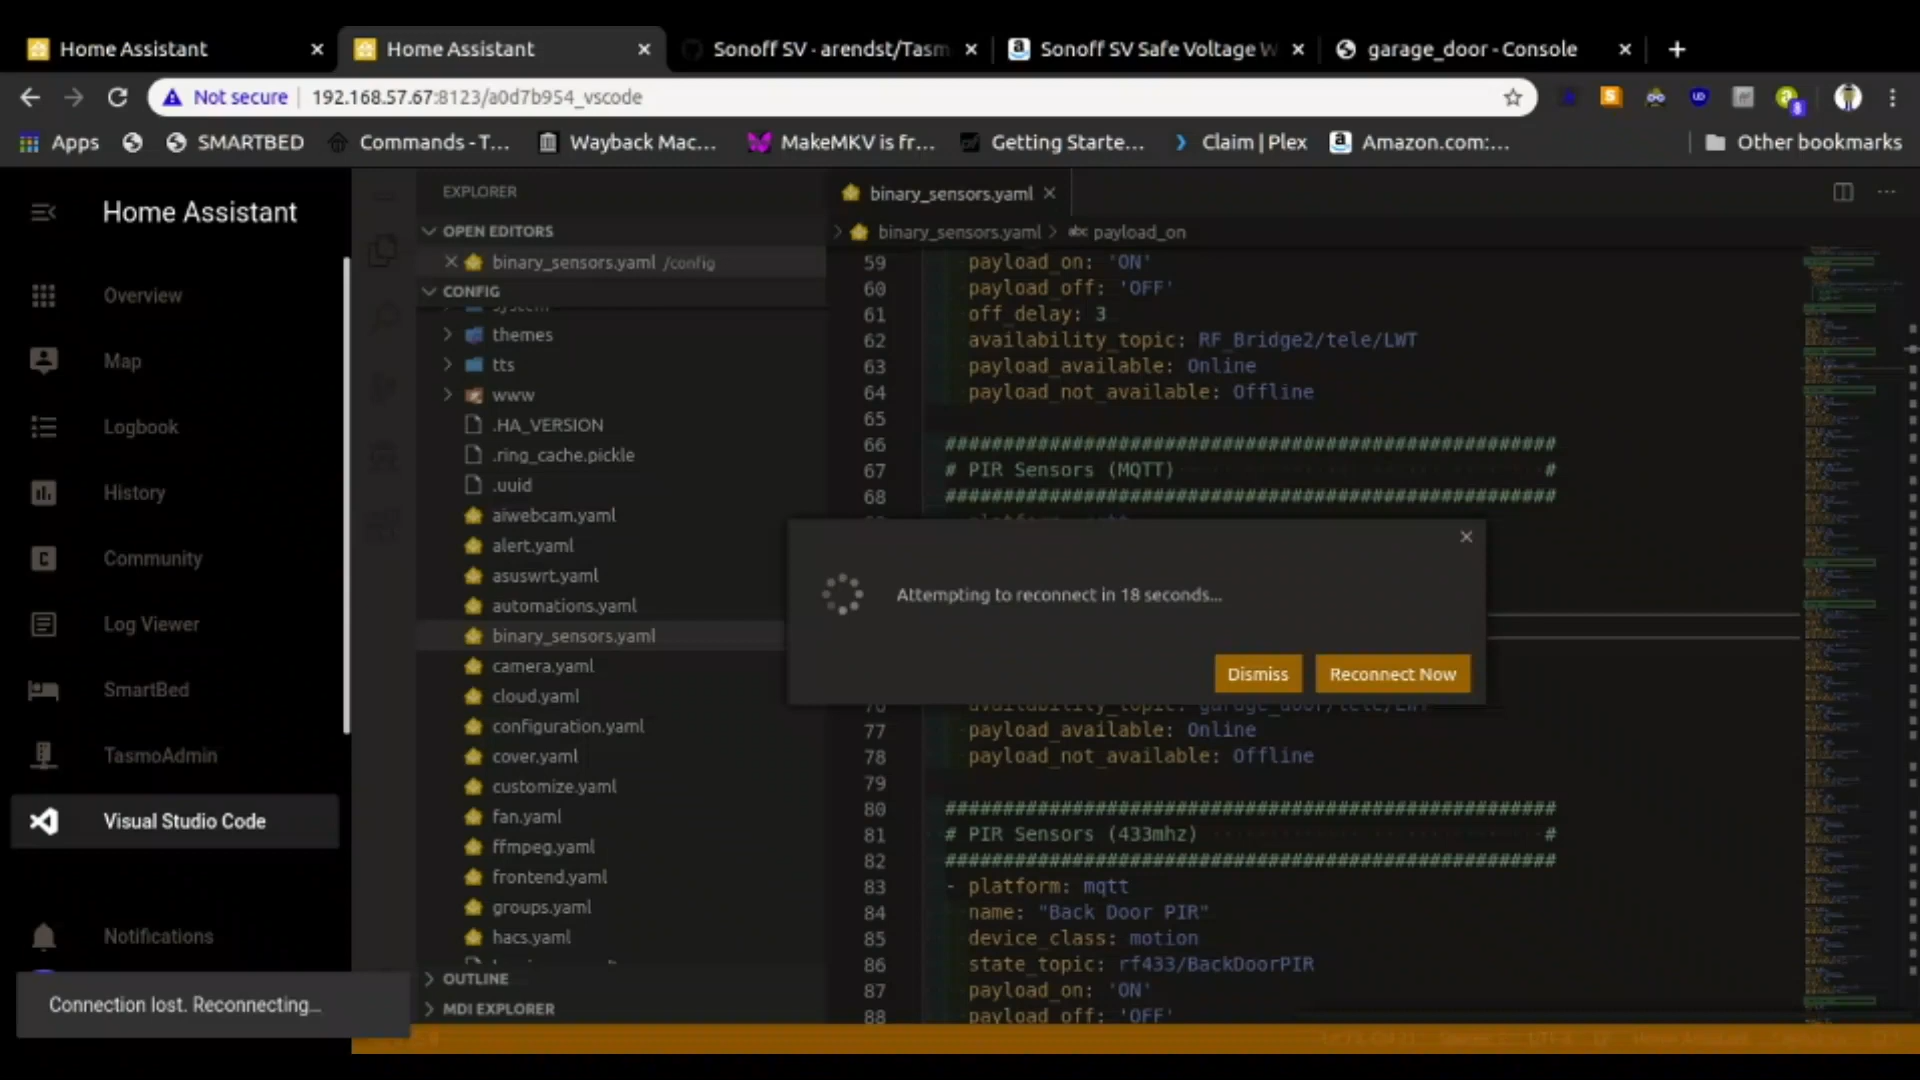 Home Assistant
Home Assistant
Sonoff SV - arendst/Tasm
Sonoff SV Safe Voltage W
garage_door - Console
Not secure
192.168.57.67:8123/a0d7b954_vscode
Apps
SMARTBED
Commands - T...
Wayback Mac...
MakeMKV is fr...
Getting Starte...
Claim | Plex
Amazon.com:...
Other bookmarks
Home Assistant
Overview
Map
Logbook
History
Community
Log Viewer
SmartBed
TasmoAdmin
Visual Studio Code
Notifications
Connection lost. Reconnecting...
EXPLORER
OPEN EDITORS
binary_sensors.yaml /config
CONFIG
system
themes
tts
www
.HA_VERSION
.ring_cache.pickle
.uuid
aiwebcam.yaml
alert.yaml
asuswrt.yaml
automations.yaml
binary_sensors.yaml
camera.yaml
cloud.yaml
configuration.yaml
cover.yaml
customize.yaml
fan.yaml
ffmpeg.yaml
frontend.yaml
groups.yaml
hacs.yaml
OUTLINE
MDI EXPLORER
binary_sensors.yaml
binary_sensors.yaml > abc payload_on
59 payload_on: 'ON'
60 payload_off: 'OFF'
61 off_delay: 3
62 availability_topic: RF_Bridge2/tele/LWT
63 payload_available: Online
64 payload_not_available: Offline
65
66 #####################################################
67 # PIR Sensors (MQTT) #
68 #####################################################
Attempting to reconnect in 18 seconds...
Dismiss
Reconnect Now
76 availability_topic: garage_door/tele/LWT
77 payload_available: Online
78 payload_not_available: Offline
79
80 #####################################################
81 # PIR Sensors (433mhz) #
82 #####################################################
83 - platform: mqtt
84 name: "Back Door PIR"
85 device_class: motion
86 state_topic: rf433/BackDoorPIR
87 payload_on: 'ON'
88 payload_off: 'OFF'